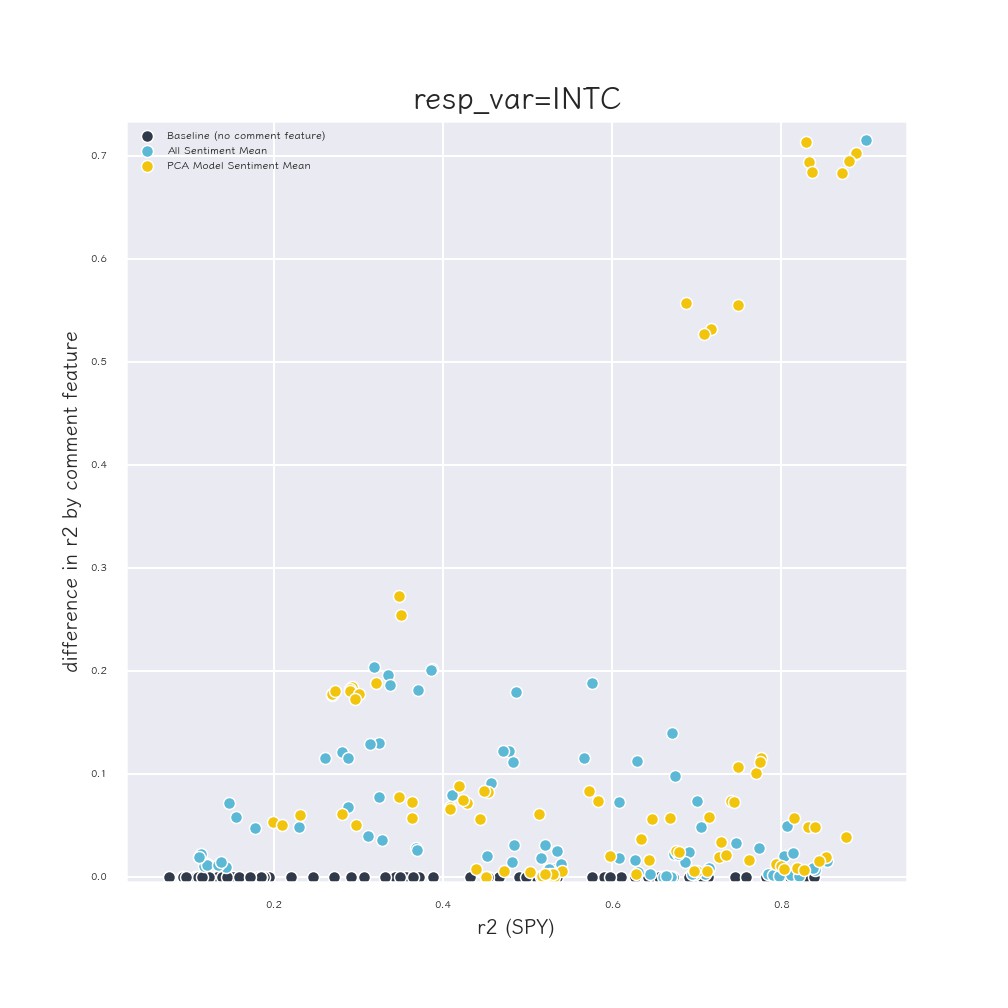 resp_var=INTC
Baseline (no comment feature)
All Sentiment Mean
PCA Model Sentiment Mean
difference in r2 by comment feature
0.7
0.6
0.5
0.4
0.3
0.2
0.1
0.0
0.2 0.4 0.6 0.8
r2 (SPY)